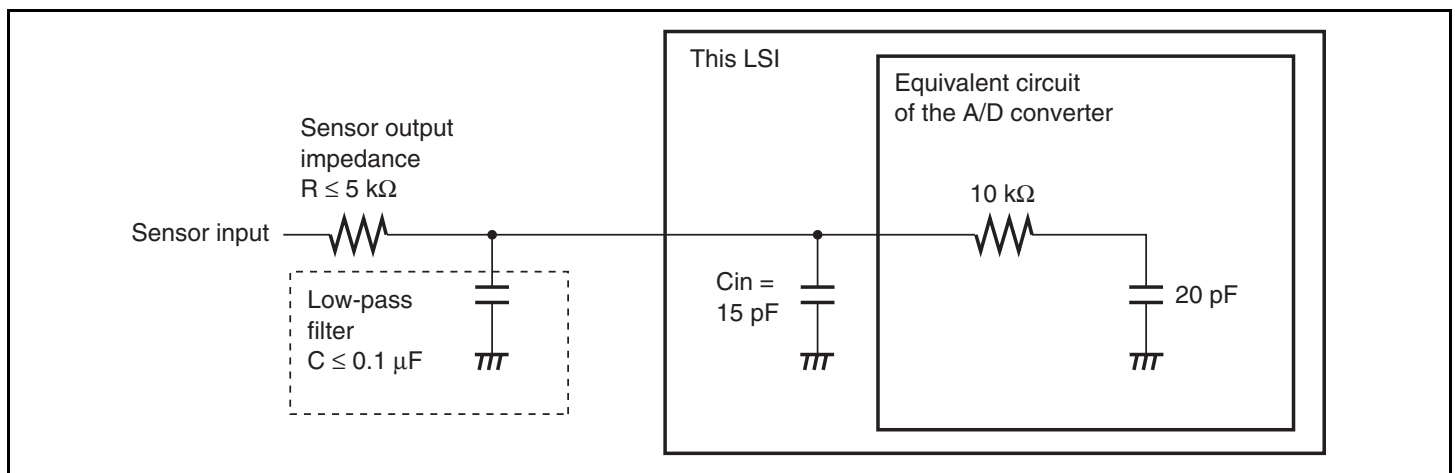 This LSI
Equivalent circuit
of the A/D converter
Sensor output
impedance
R ≤ 5 kΩ
10 kΩ
Sensor input
Low-pass
filter
C ≤ 0.1 μF
Cin =
15 pF
20 pF